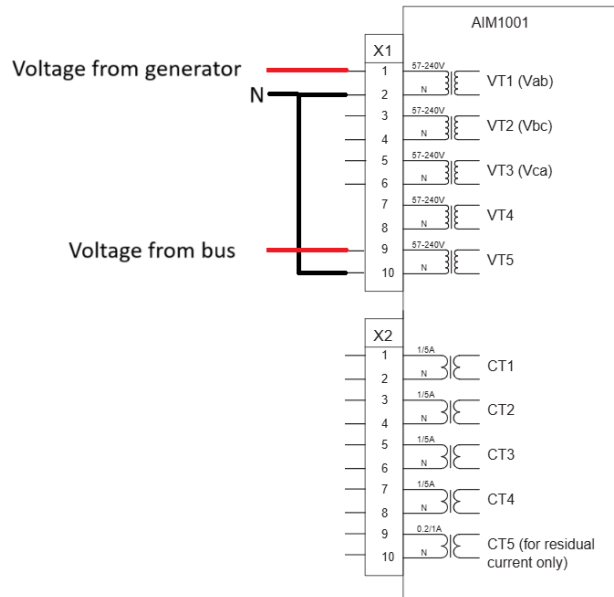 AIM1001
X1
Voltage from generator
1 57-240V
VT1 (Vab)
N
2 N
3 57-240V
VT2 (Vbc)
4 N
5 57-240V
VT3 (Vca)
6 N
7 57-240V
VT4
8 N
Voltage from bus
9 57-240V
VT5
10 N
X2
1 1/5A
CT1
2 N
3 1/5A
CT2
4 N
5 1/5A
CT3
6 N
7 1/5A
CT4
8 N
9 0.2/1A
CT5 (for residual
10 N
current only)